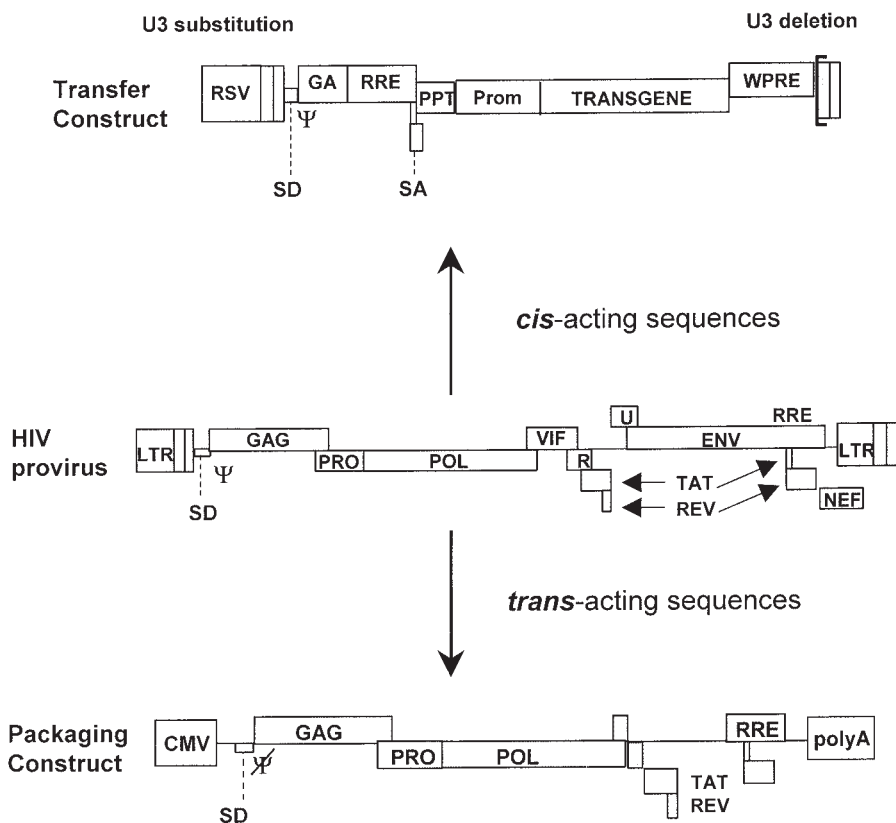 U3 substitution
U3 deletion
Transfer
Construct
RSV
GA
RRE
PPT
Prom
TRANSGENE
WPRE
Ψ
SD
SA
cis-acting sequences
HIV
provirus
LTR
GAG
PRO
POL
VIF
R
U
RRE
ENV
LTR
Ψ
SD
TAT
REV
NEF
trans-acting sequences
Packaging
Construct
CMV
GAG
PRO
POL
RRE
polyA
Ψ
SD
TAT
REV